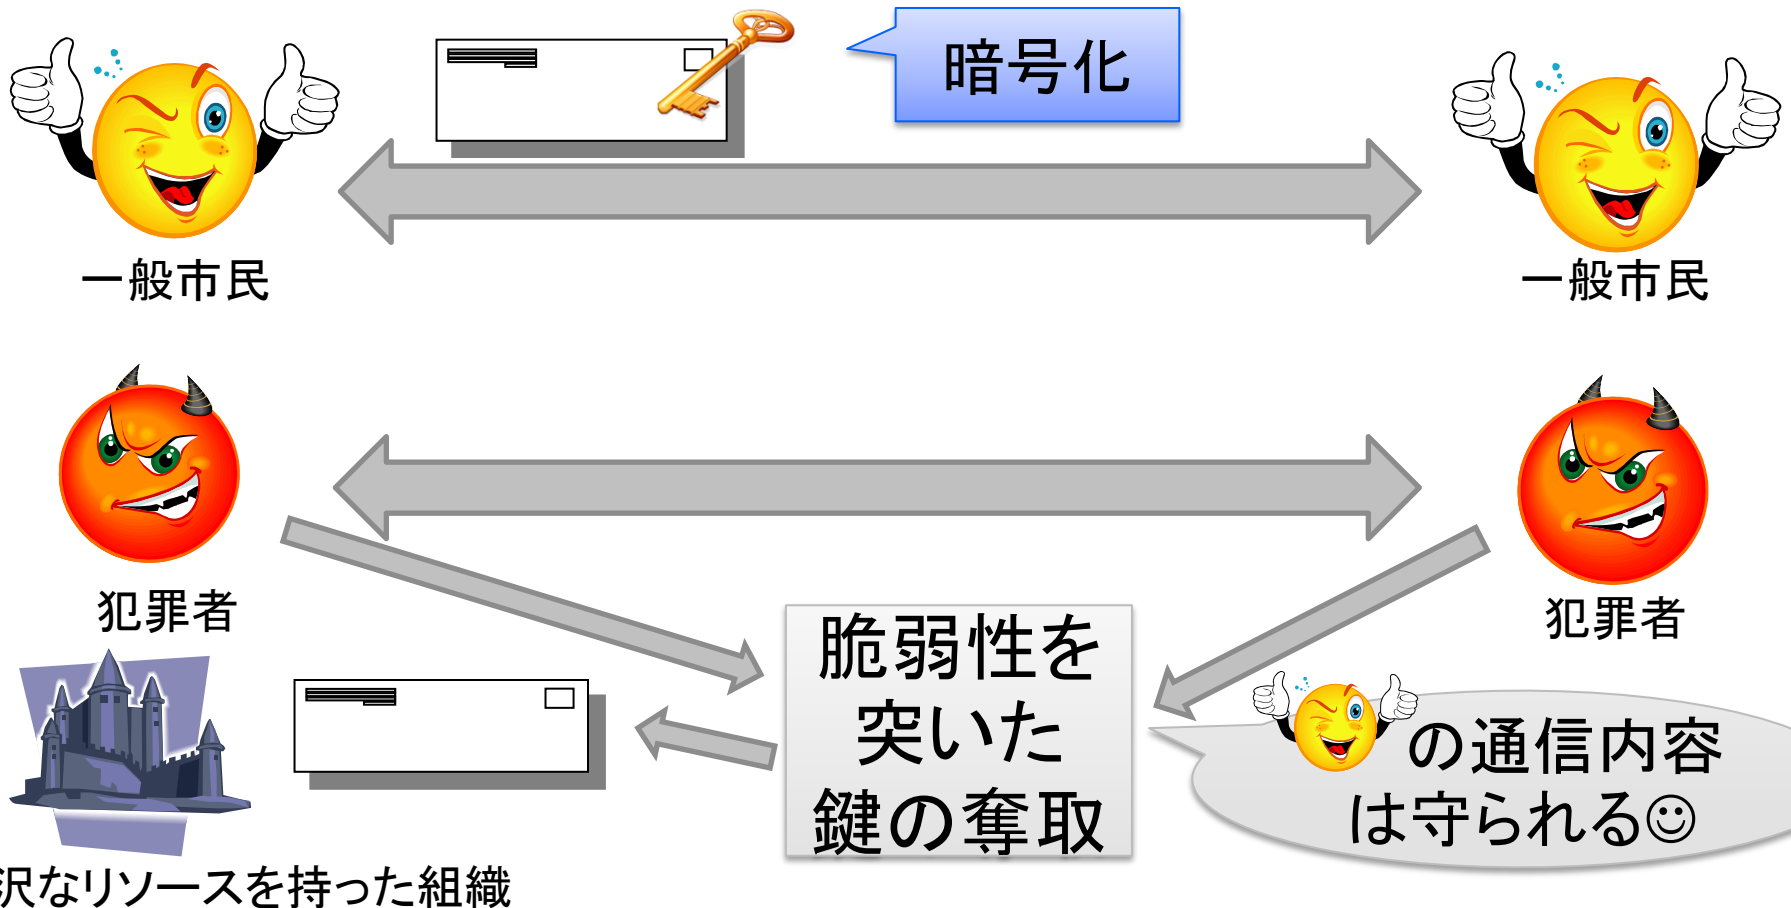 暗号化
一般市民
一般市民
犯罪者
犯罪者
脆弱性を
突いた
鍵の奪取
の通信内容
は守られる☺
沢なリソースを持った組織